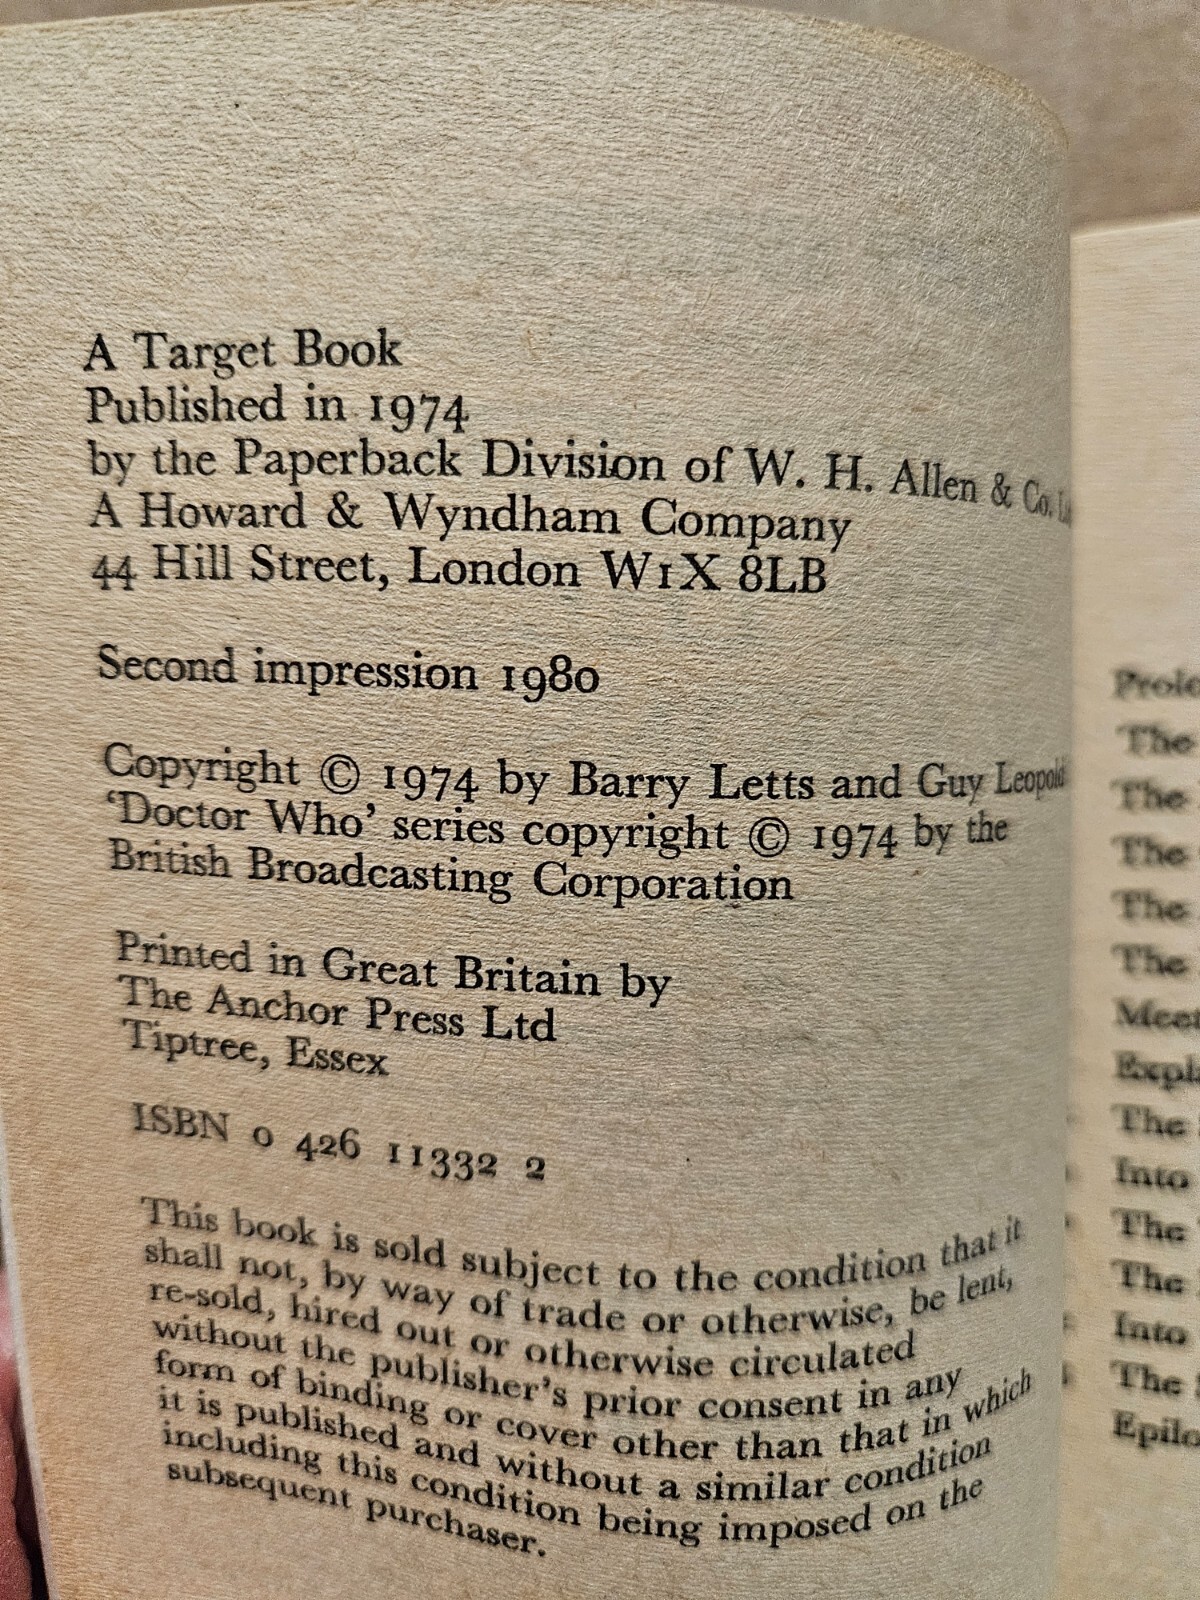 A Target Book
Published in 1974
by the Paperback Division of W. H. Allen & Co.
A Howard & Wyndham Company
44 Hill Street, London W1X 8LB
Second impression 1980
Copyright © 1974 by Barry Letts and Guy Leopold
'Doctor Who' series copyright © 1974 by the
British Broadcasting Corporation
Printed in Great Britain by
The Anchor Press Ltd
Tiptree, Essex
ISBN 0 426 11332 2
This book is sold subject to the condition that it
shall not, by way of trade or otherwise, be lent,
re-sold, hired out or otherwise circulated
without the publisher's prior consent in any
form of binding or cover other than that in which
it is published and without a similar condition
including this condition being imposed on the
subsequent purchaser.
The
The
The
The
The
The
Into
The
The
Into
The